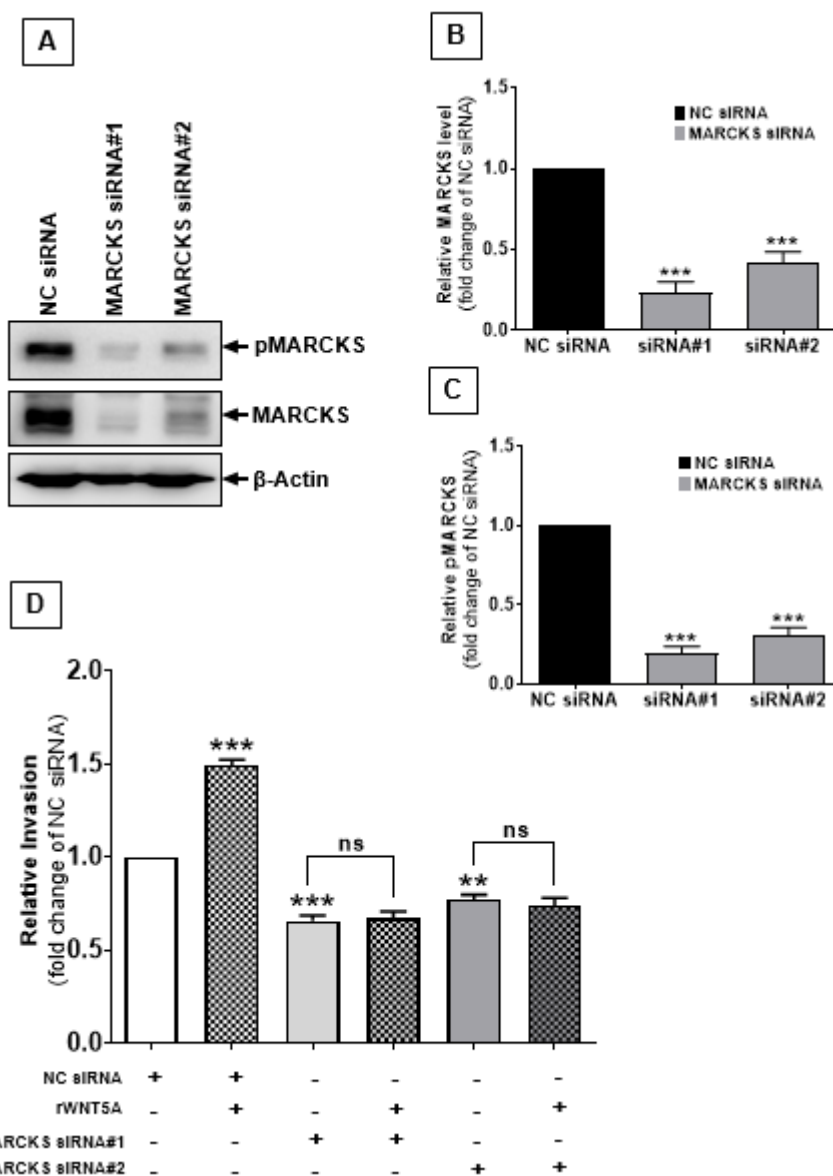 A
NC siRNA
MARCKS siRNA#1
MARCKS siRNA#2
pMARCKS
MARCKS
β-Actin
B
Relative MARCKS level
(fold change of NC siRNA)
1.5
1.0
0.5
0.0
NC siRNA
MARCKS siRNA
***
***
NC siRNA
siRNA#1
siRNA#2
C
Relative pMARCKS
(fold change of NC siRNA)
1.5
1.0
0.5
0.0
NC siRNA
MARCKS siRNA
***
***
NC siRNA
siRNA#1
siRNA#2
D
Relative Invasion
(fold change of NC siRNA)
2.0
1.5
1.0
0.5
0.0
***
***
ns
**
ns
NC siRNA + + - - - -
rWNT5A - + - + - +
ARCKS siRNA#1 - - + + - -
ARCKS siRNA#2 - - - - + +